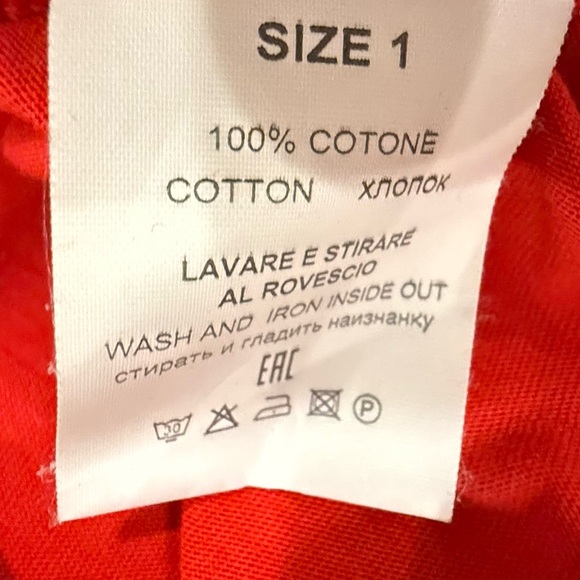 SIZE 1
100% COTONE
COTTON ХЛОПОК
LAVARE E STIRARE
AL ROVESCIO
WASH AND IRON INSIDE OUT
стирать и гладить наизнанку
EAC
30 P